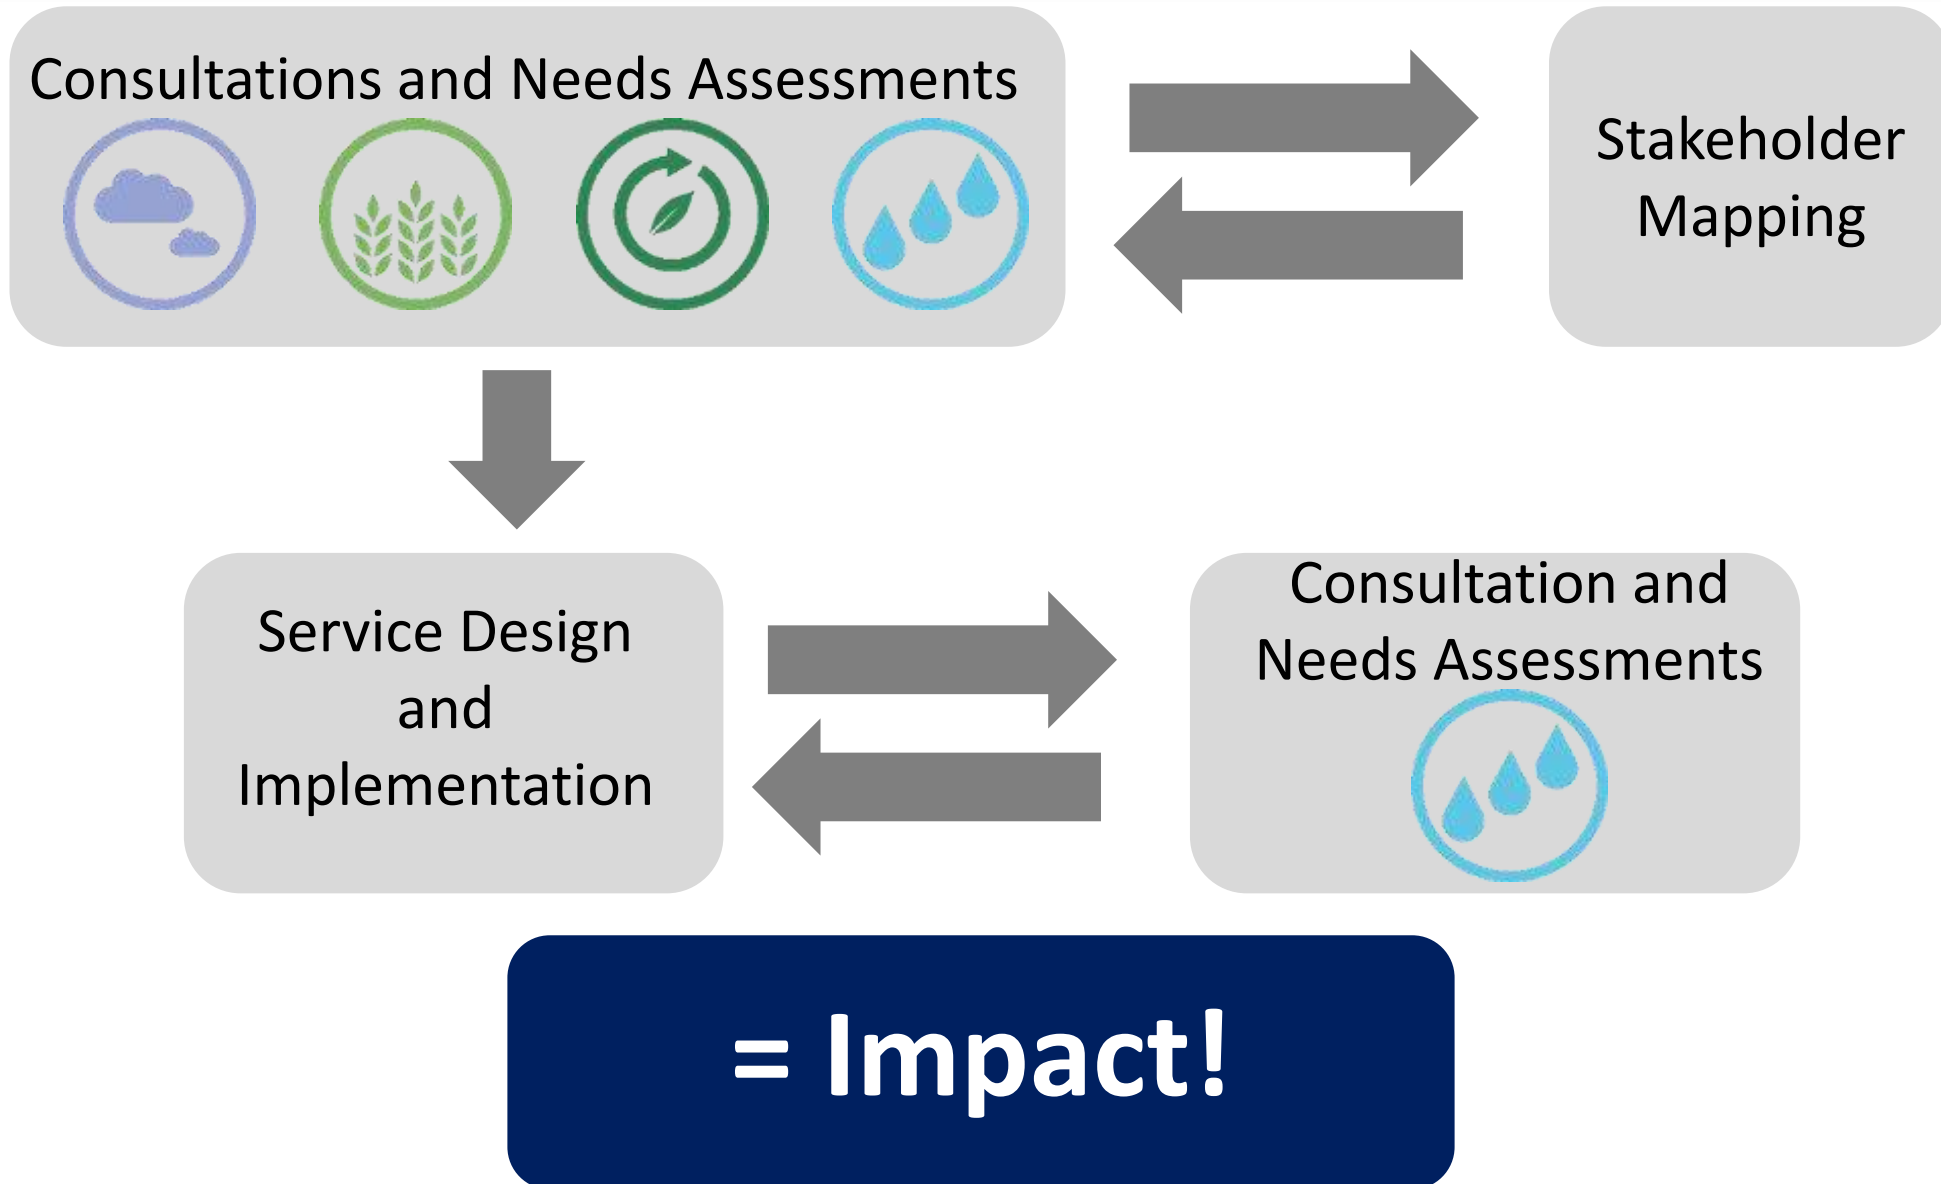 Consultations and Needs Assessments
Stakeholder
Mapping
Service Design
and
Implementation
Consultation and
Needs Assessments
= Impact!